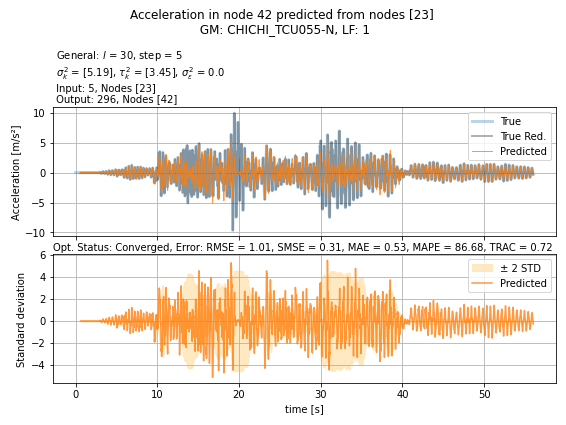 Acceleration in node 42 predicted from nodes [23]
GM: CHICHI_TCU055-N, LF: 1
General: l = 30, step = 5
σ²ₖ = [5.19], τ²ₖ = [3.45], σ²ₑ = 0.0
Input: 5, Nodes [23]
Output: 296, Nodes [42]
10
5
0
−5
−10
Acceleration [m/s²]
True
True Red.
Predicted
Opt. Status: Converged, Error: RMSE = 1.01, SMSE = 0.31, MAE = 0.53, MAPE = 86.68, TRAC = 0.72
6
4
2
0
−2
−4
Standard deviation
± 2 STD
Predicted
0 10 20 30 40 50
time [s]